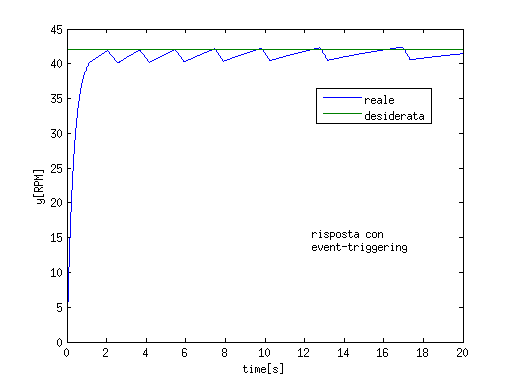 45
40
35
30
25
20
15
10
5
0
y[RPM]
reale
desiderata
risposta con
event-triggering
0 2 4 6 8 10 12 14 16 18 20
time[s]